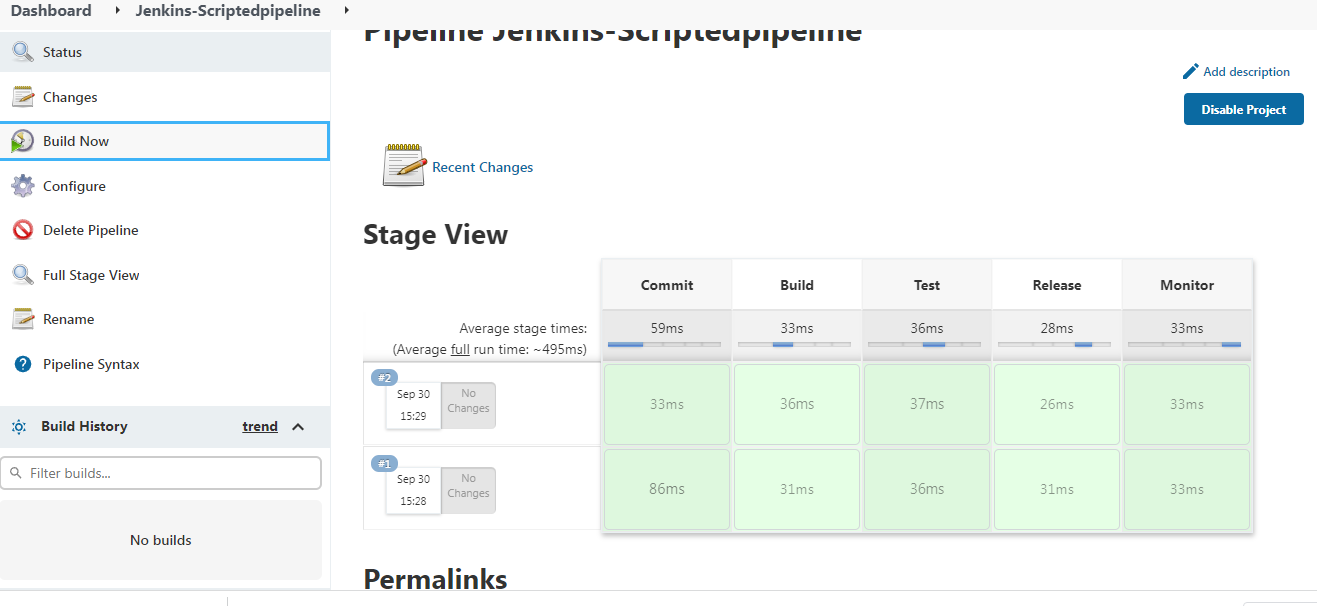 Dashboard Jenkins-Scriptedpipeline
Pipeline Jenkins-Scriptedpipeline
Status
Changes
Build Now
Configure
Delete Pipeline
Full Stage View
Rename
Pipeline Syntax
Build History trend
Filter builds...
No builds
Add description
Disable Project
Recent Changes
Stage View
Commit Build Test Release Monitor
Average stage times: 59ms 33ms 36ms 28ms 33ms
(Average full run time: ~495ms)
#2
Sep 30
15:29
No
Changes
33ms 36ms 37ms 26ms 33ms
#1
Sep 30
15:28
No
Changes
86ms 31ms 36ms 31ms 33ms
Permalinks